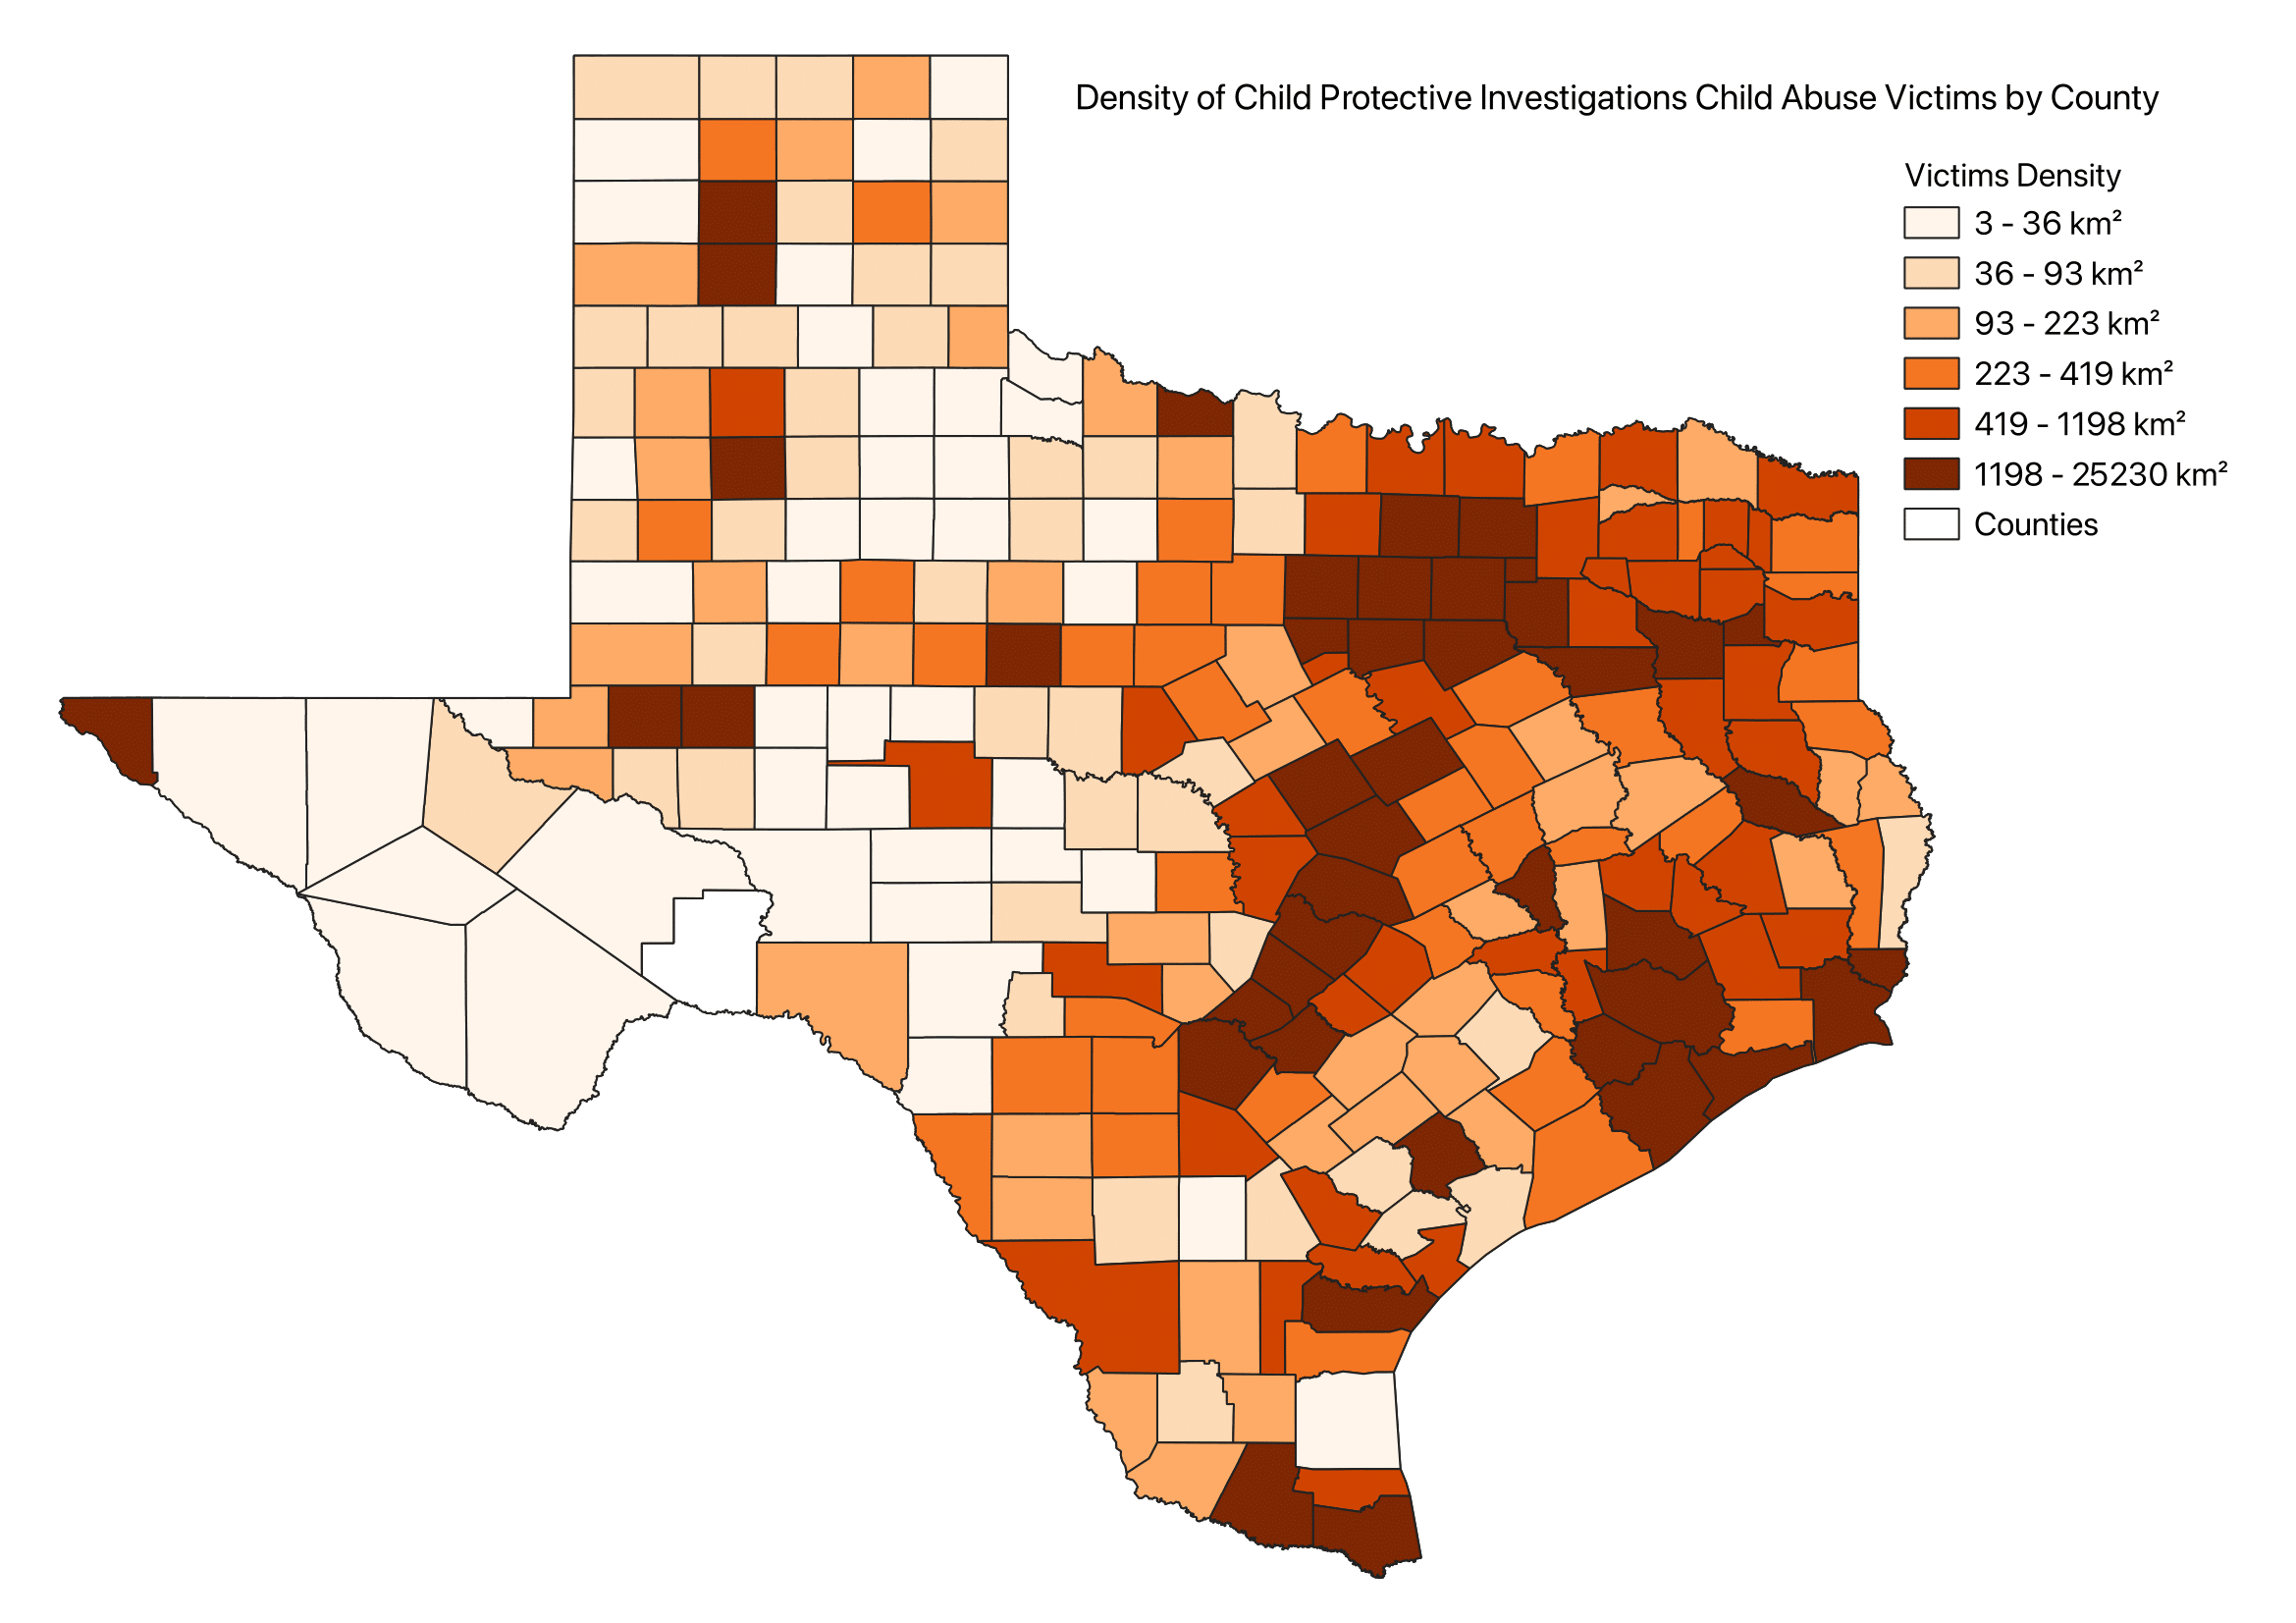 Density of Child Protective Investigations Child Abuse Victims by County
Victims Density
3 - 36 km²
36 - 93 km²
93 - 223 km²
223 - 419 km²
419 - 1198 km²
1198 - 25230 km²
Counties